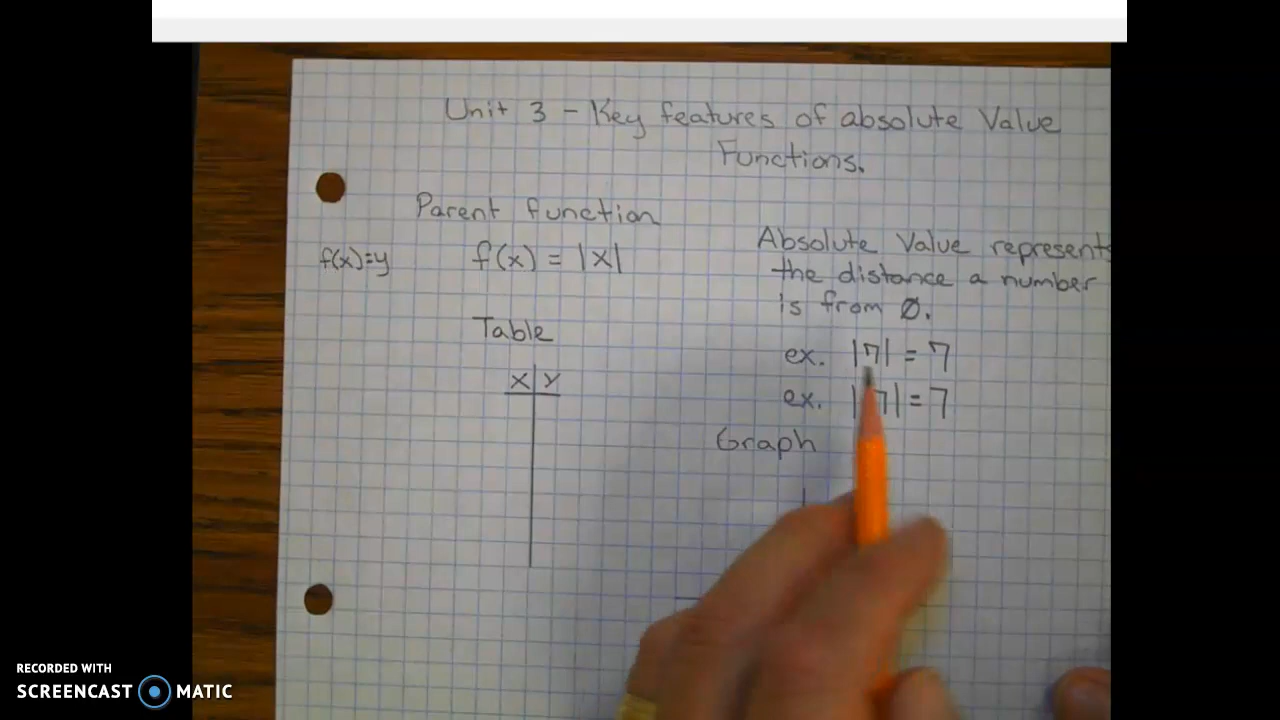 Unit 3 - Key features of absolute Value
Functions.
Parent function
f(x)=y
f(x) = |x|
Absolute Value represents
the distance a number
is from 0.
Table
x y
ex. |7| = 7
ex. | 7| = 7
Graph
RECORDED WITH
SCREENCAST MATIC